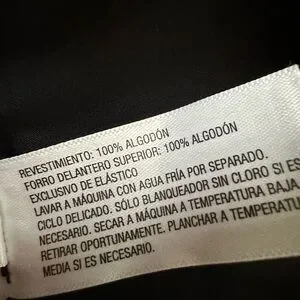 REVESTIMIENTO: 100% ALGODÓN
FORRO DELANTERO SUPERIOR: 100% ALGODÓN
EXCLUSIVO DE ELÁSTICO
LAVAR A MÁQUINA CON AGUA FRÍA POR SEPARADO.
CICLO DELICADO. SÓLO BLANQUEADOR SIN CLORO SI ES
NECESARIO. SECAR A MÁQUINA A TEMPERATURA BAJA
RETIRAR OPORTUNAMENTE. PLANCHAR A TEMPERATU
MEDIA SI ES NECESARIO.